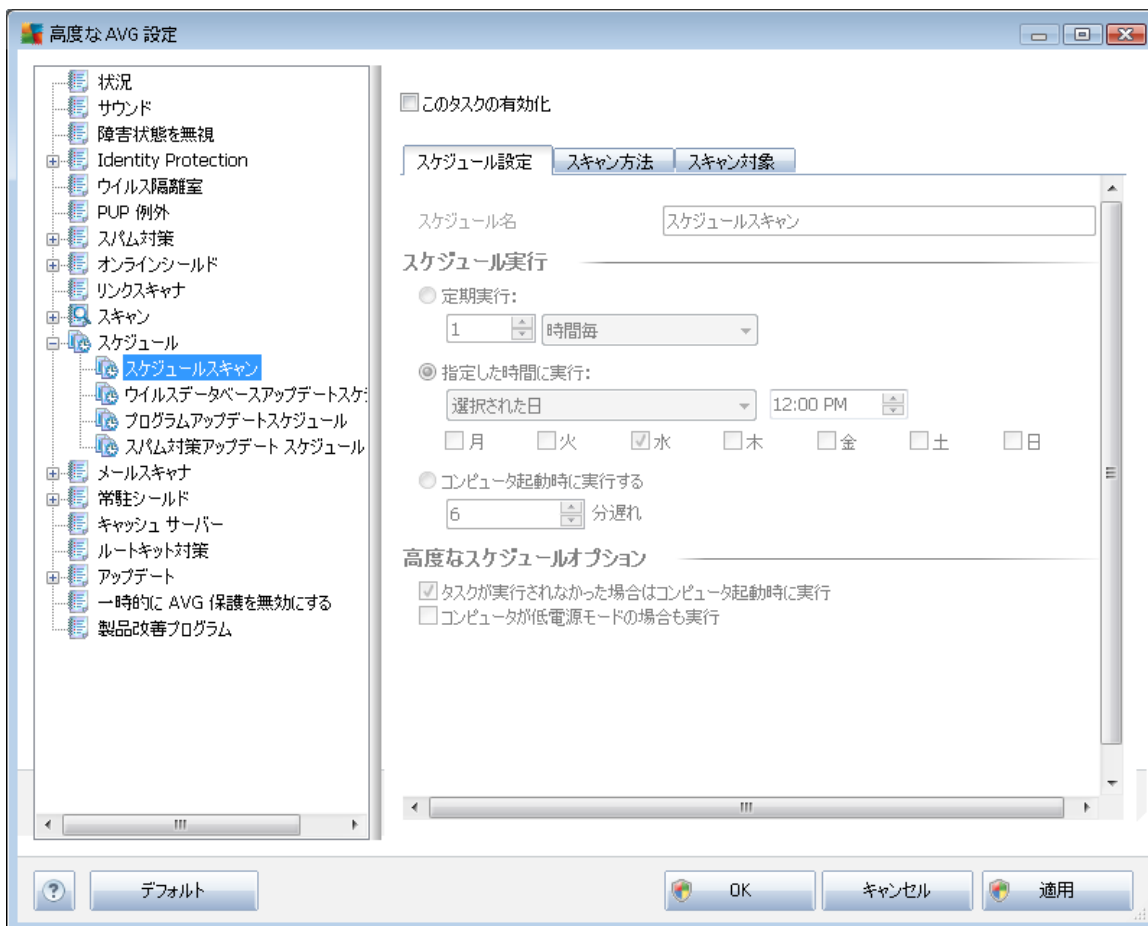 高度な AVG 設定
状況
サウンド
障害状態を無視
Identity Protection
ウイルス隔離室
PUP 例外
スパム対策
オンラインシールド
リンクスキャナ
スキャン
スケジュール
スケジュールスキャン
ウイルスデータベースアップデートスケ
プログラムアップデートスケジュール
スパム対策アップデート スケジュール
メールスキャナ
常駐シールド
キャッシュ サーバー
ルートキット対策
アップデート
一時的に AVG 保護を無効にする
製品改善プログラム
このタスクの有効化
スケジュール設定 スキャン方法 スキャン対象
スケジュール名 スケジュールスキャン
スケジュール実行
定期実行:
1 時間毎
指定した時間に実行:
選択された日 12:00 PM
月 火 水 木 金 土 日
コンピュータ起動時に実行する
6 分遅れ
高度なスケジュールオプション
タスクが実行されなかった場合はコンピュータ起動時に実行
コンピュータが低電源モードの場合も実行
? デフォルト OK キャンセル 適用